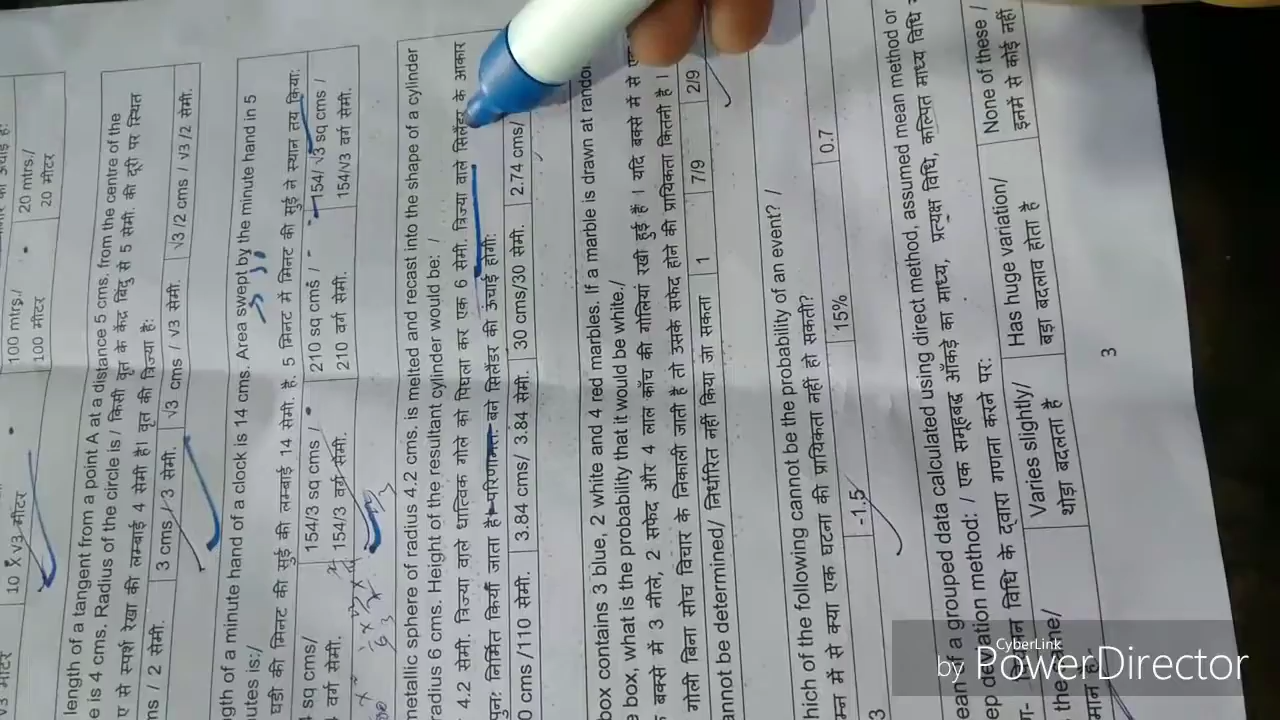 10 √3 मीटर
100 mtrs./
100 मीटर
20 mtrs./
20 मीटर
length of a tangent from a point A at a distance 5 cms. from the centre of the
e is 4 cms. Radius of the circle is / किसी वृत के केंद्र बिंदु से 5 सेमी. की दूरी पर स्थित
ए से स्पर्श रेखा की लम्बाई 4 सेमी है। वृत की त्रिज्या है:
ms / 2 सेमी.
3 cms / 3 सेमी.
√3 cms / √3 सेमी.
√3 /2 cms / √3 /2 सेमी.
gth of a minute hand of a clock is 14 cms. Area swept by the minute hand in 5
utes is:/
घडी की मिनट की सुई की लम्बाई 14 सेमी. है. 5 मिनट में मिनट की सुई ने स्थान तय किया:
sq cms/
वर्ग सेमी.
154/3 sq cms /
154/3 वर्ग सेमी.
210 sq cms /
210 वर्ग सेमी.
154/ √3 sq cms /
154/√3 वर्ग सेमी.
metallic sphere of radius 4.2 cms. is melted and recast into the shape of a cylinder
radius 6 cms. Height of the resultant cylinder would be: /
4.2 सेमी. त्रिज्या वाले धात्विक गोले को पिघला कर एक 6 सेमी. त्रिज्या वाले सिलेंडर के आकार
पुन: निर्मित किया जाता है। परिणामत: बने सिलेंडर की ऊचाई होगी:
0 cms /110 सेमी.
3.84 cms/ 3.84 सेमी.
30 cms/30 सेमी.
2.74 cms/
box contains 3 blue, 2 white and 4 red marbles. If a marble is drawn at rando
e box, what is the probability that it would be white./
बक्से में 3 नीले, 2 सफेद और 4 लाल काँच की गोलियां रखी हुई हैं । यदि बक्से में से
गोली बिना सोच विचार के निकाली जाती है तो उसके सफेद होने की प्रायिकता कितनी है ।
annot be determined/ निर्धारित नहीं किया जा सकता
1
7/9
2/9
hich of the following cannot be the probability of an event? /
म्न में से क्या एक घटना की प्रायिकता नहीं हो सकती?
3
-1.5
15%
0.7
ean of a grouped data calculated using direct method, assumed mean method or
ep deviation method: / एक समूहबद्ध आँकड़े का माध्य, प्रत्यक्ष विधि, कल्पित माध्य विधि
विधि के द्वारा गणना करने पर:
Varies slightly/
थोड़ा बदलता है
Has huge variation/
बड़ा बदलाव होता है
None of these /
इनमें से कोई नहीं
3
by CyberLink
PowerDirector